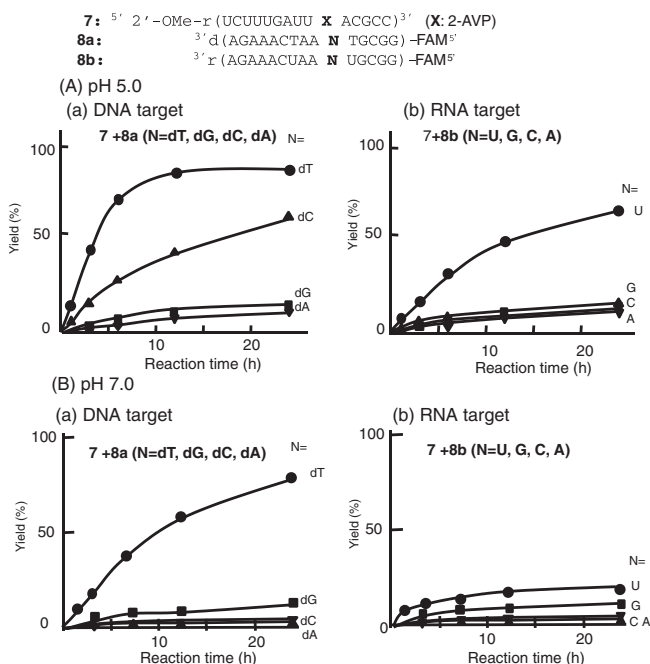 7: 5' 2'-OMe-r(UCUUUGAUU X ACGCC)3' (X: 2-AVP)
8a: 3'd(AGAAACTAA N TGCGG)-FAM5'
8b: 3'r(AGAAACUAA N UGCGG)-FAM5'
(A) pH 5.0
(a) DNA target
7 +8a (N=dT, dG, dC, dA)
N=
100
50
0
Yield (%)
dT
dC
dG
dA
10
20
Reaction time (h)
(b) RNA target
7+8b (N=U, G, C, A)
N=
100
50
0
Yield (%)
U
G
C
A
10
20
Reaction time (h)
(B) pH 7.0
(a) DNA target
7 +8a (N=dT, dG, dC, dA)
N=
100
50
0
Yield (%)
dT
dG
dC
dA
10
20
Reaction time (h)
(b) RNA target
7 +8b (N=U, G, C, A)
N=
100
50
0
Yield (%)
U
G
C A
10
20
Reaction time (h)